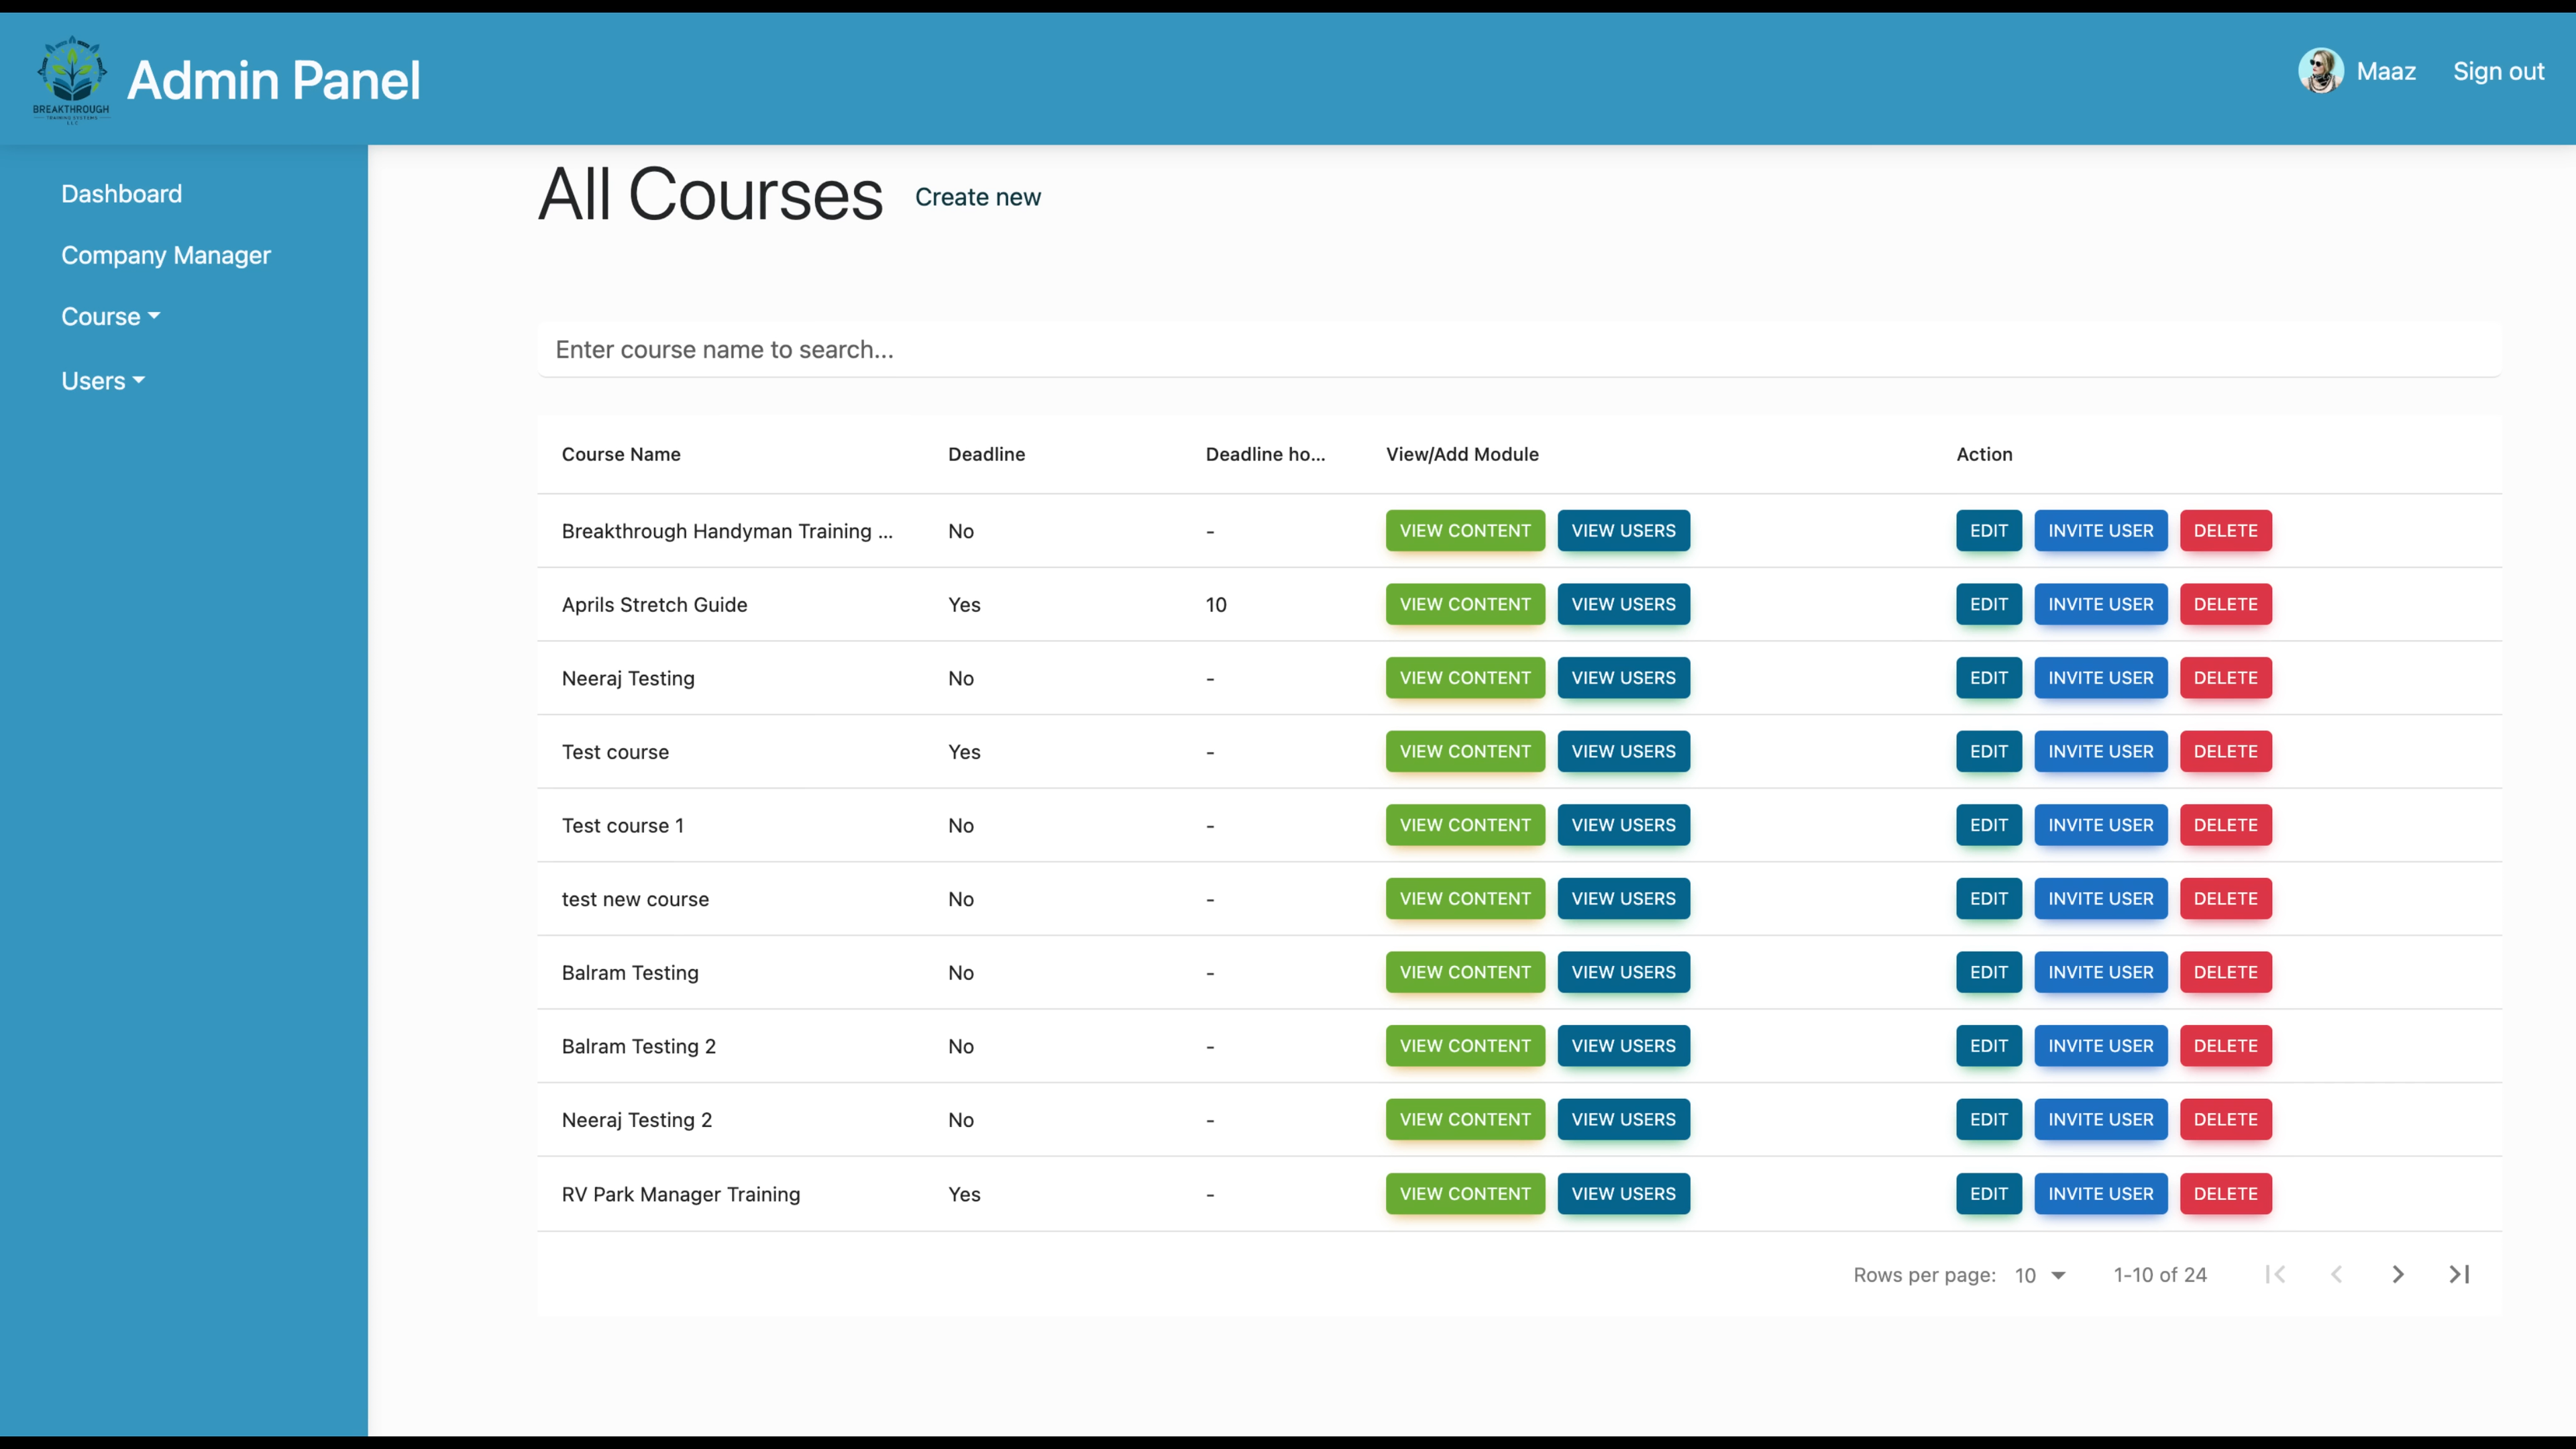 BREAKTHROUGH
TRAINING SYSTEMS
LLC
Admin Panel
Maaz
Sign out
Dashboard
Company Manager
Course
Users
All Courses
Create new
Enter course name to search...
Course Name Deadline Deadline ho... View/Add Module Action
Breakthrough Handyman Training ... No - VIEW CONTENT VIEW USERS EDIT INVITE USER DELETE
Aprils Stretch Guide Yes 10 VIEW CONTENT VIEW USERS EDIT INVITE USER DELETE
Neeraj Testing No - VIEW CONTENT VIEW USERS EDIT INVITE USER DELETE
Test course Yes - VIEW CONTENT VIEW USERS EDIT INVITE USER DELETE
Test course 1 No - VIEW CONTENT VIEW USERS EDIT INVITE USER DELETE
test new course No - VIEW CONTENT VIEW USERS EDIT INVITE USER DELETE
Balram Testing No - VIEW CONTENT VIEW USERS EDIT INVITE USER DELETE
Balram Testing 2 No - VIEW CONTENT VIEW USERS EDIT INVITE USER DELETE
Neeraj Testing 2 No - VIEW CONTENT VIEW USERS EDIT INVITE USER DELETE
RV Park Manager Training Yes - VIEW CONTENT VIEW USERS EDIT INVITE USER DELETE
Rows per page: 10 1-10 of 24